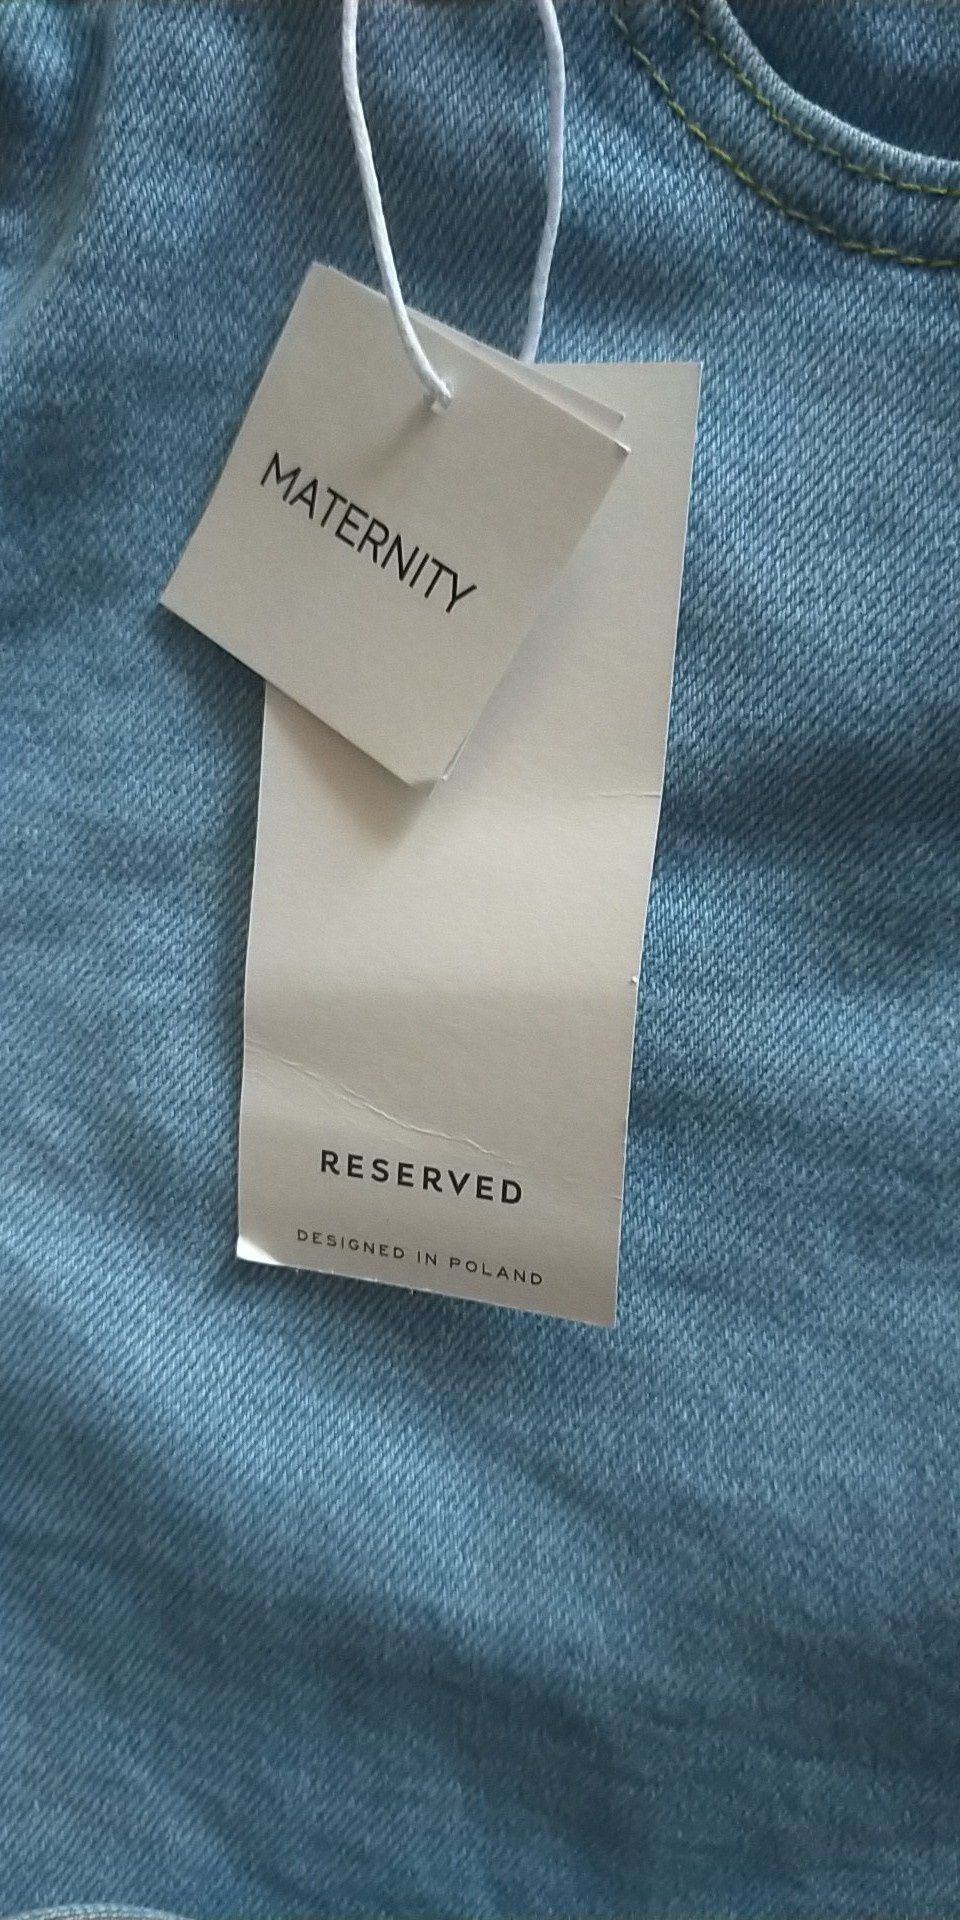 MATERNITY
RESERVED
DESIGNED IN POLAND